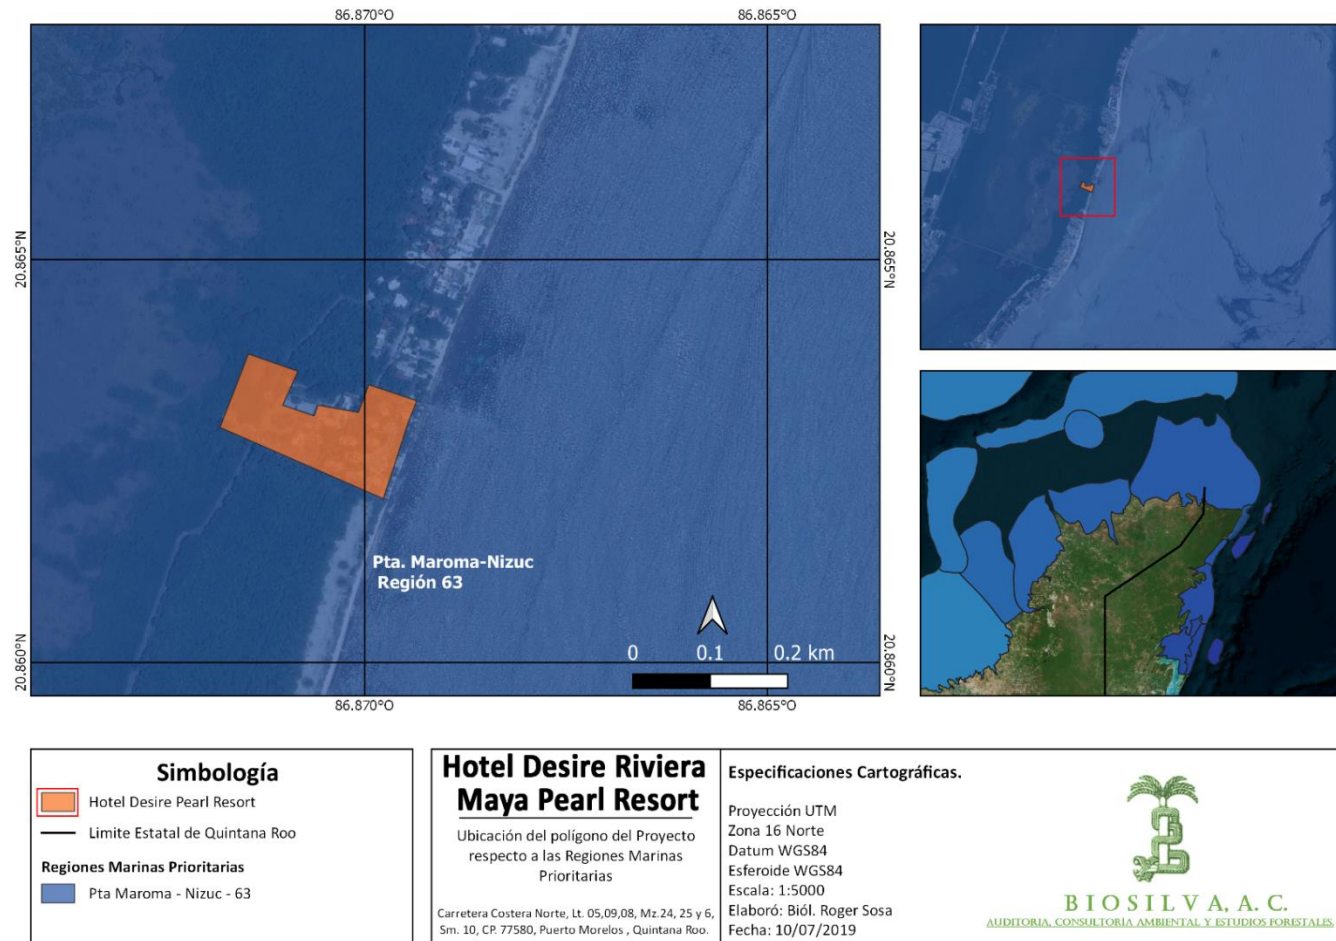 86.870°O
86.865°O
20.865°N
20.865°N
Pta. Maroma-Nizuc
Región 63
0 0.1 0.2 km
20.860°N
20.860°N
86.870°O
86.865°O
Simbología
Hotel Desire Pearl Resort
Limite Estatal de Quintana Roo
Regiones Marinas Prioritarias
Pta Maroma - Nizuc - 63
Hotel Desire Riviera
Maya Pearl Resort
Ubicación del polígono del Proyecto
respecto a las Regiones Marinas
Prioritarias
Carretera Costera Norte, Lt. 05,09,08, Mz.24, 25 y 6,
Sm. 10, CP. 77580, Puerto Morelos , Quintana Roo.
Especificaciones Cartográficas.
Proyección UTM
Zona 16 Norte
Datum WGS84
Esferoide WGS84
Escala: 1:5000
Elaboró: Biól. Roger Sosa
Fecha: 10/07/2019
BIOSILVA, A. C.
AUDITORIA, CONSULTORÍA AMBIENTAL Y ESTUDIOS FORESTALES.